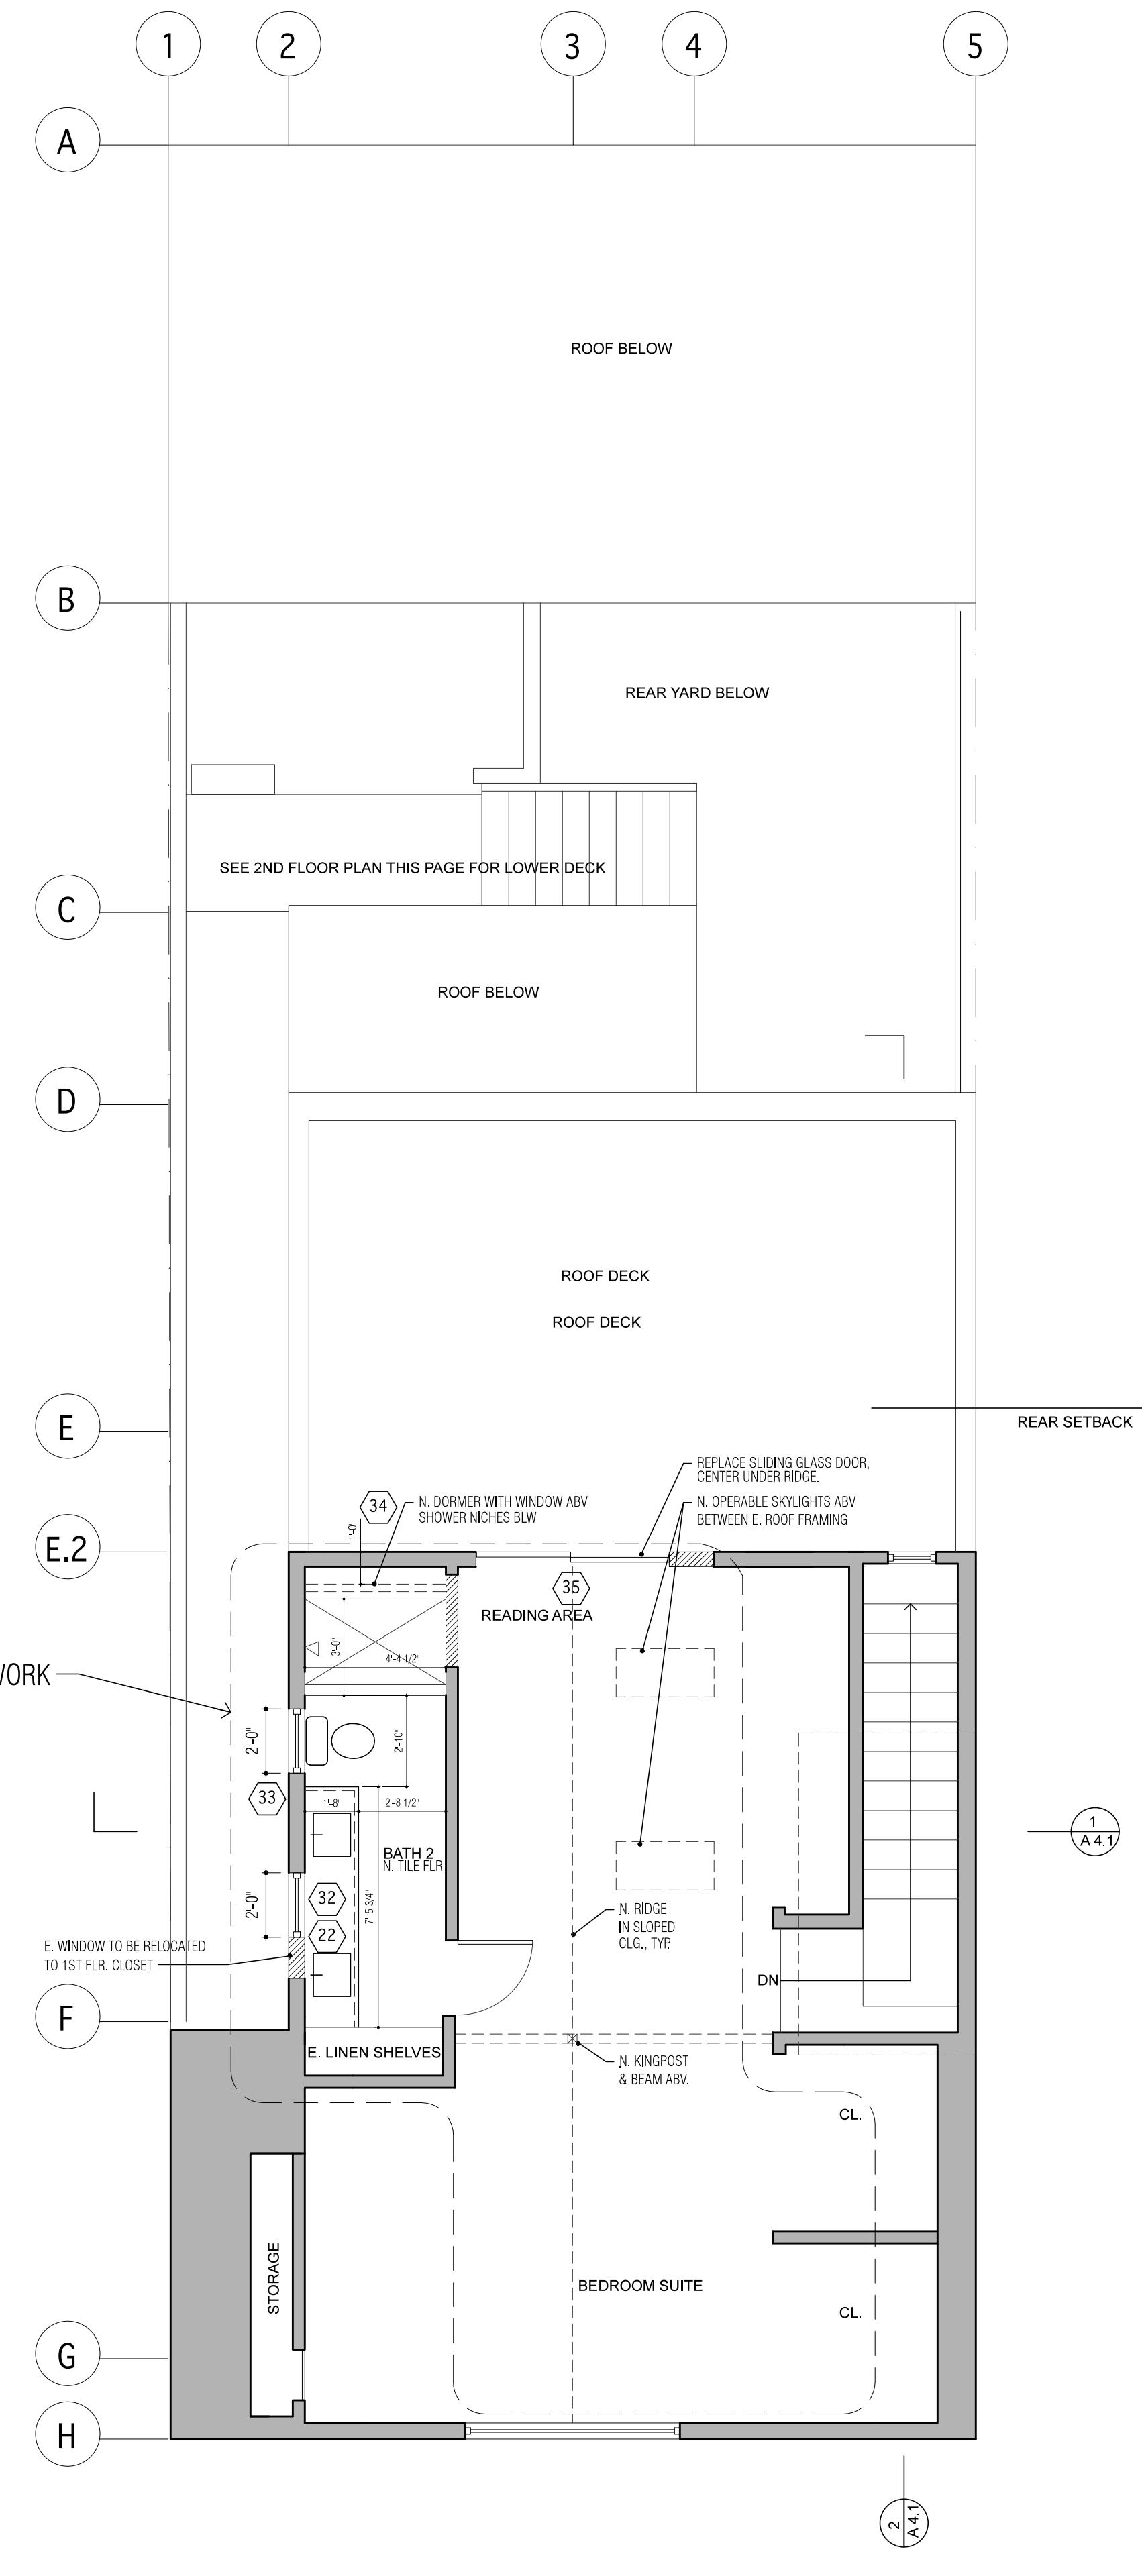 1
2
3
4
5
A
ROOF BELOW
B
REAR YARD BELOW
SEE 2ND FLOOR PLAN THIS PAGE FOR LOWER DECK
C
ROOF BELOW
D
ROOF DECK
ROOF DECK
E
REAR SETBACK
REPLACE SLIDING GLASS DOOR,
CENTER UNDER RIDGE.
34
N. DORMER WITH WINDOW ABV
SHOWER NICHES BLW
N. OPERABLE SKYLIGHTS ABV
BETWEEN E. ROOF FRAMING
1'-0"
E.2
35
READING AREA
3'-0"
4'-4 1/2"
WORK
2'-0"
2'-10"
33
1'-8"
2'-8 1/2"
1
A 4.1
BATH 2
N. TILE FLR
32
2'-0"
7'-5 3/4"
22
N. RIDGE
IN SLOPED
CLG., TYP.
E. WINDOW TO BE RELOCATED
TO 1ST FLR. CLOSET
DN
F
E. LINEN SHELVES
N. KINGPOST
& BEAM ABV.
CL.
STORAGE
BEDROOM SUITE
CL.
G
H
2
A 4.1